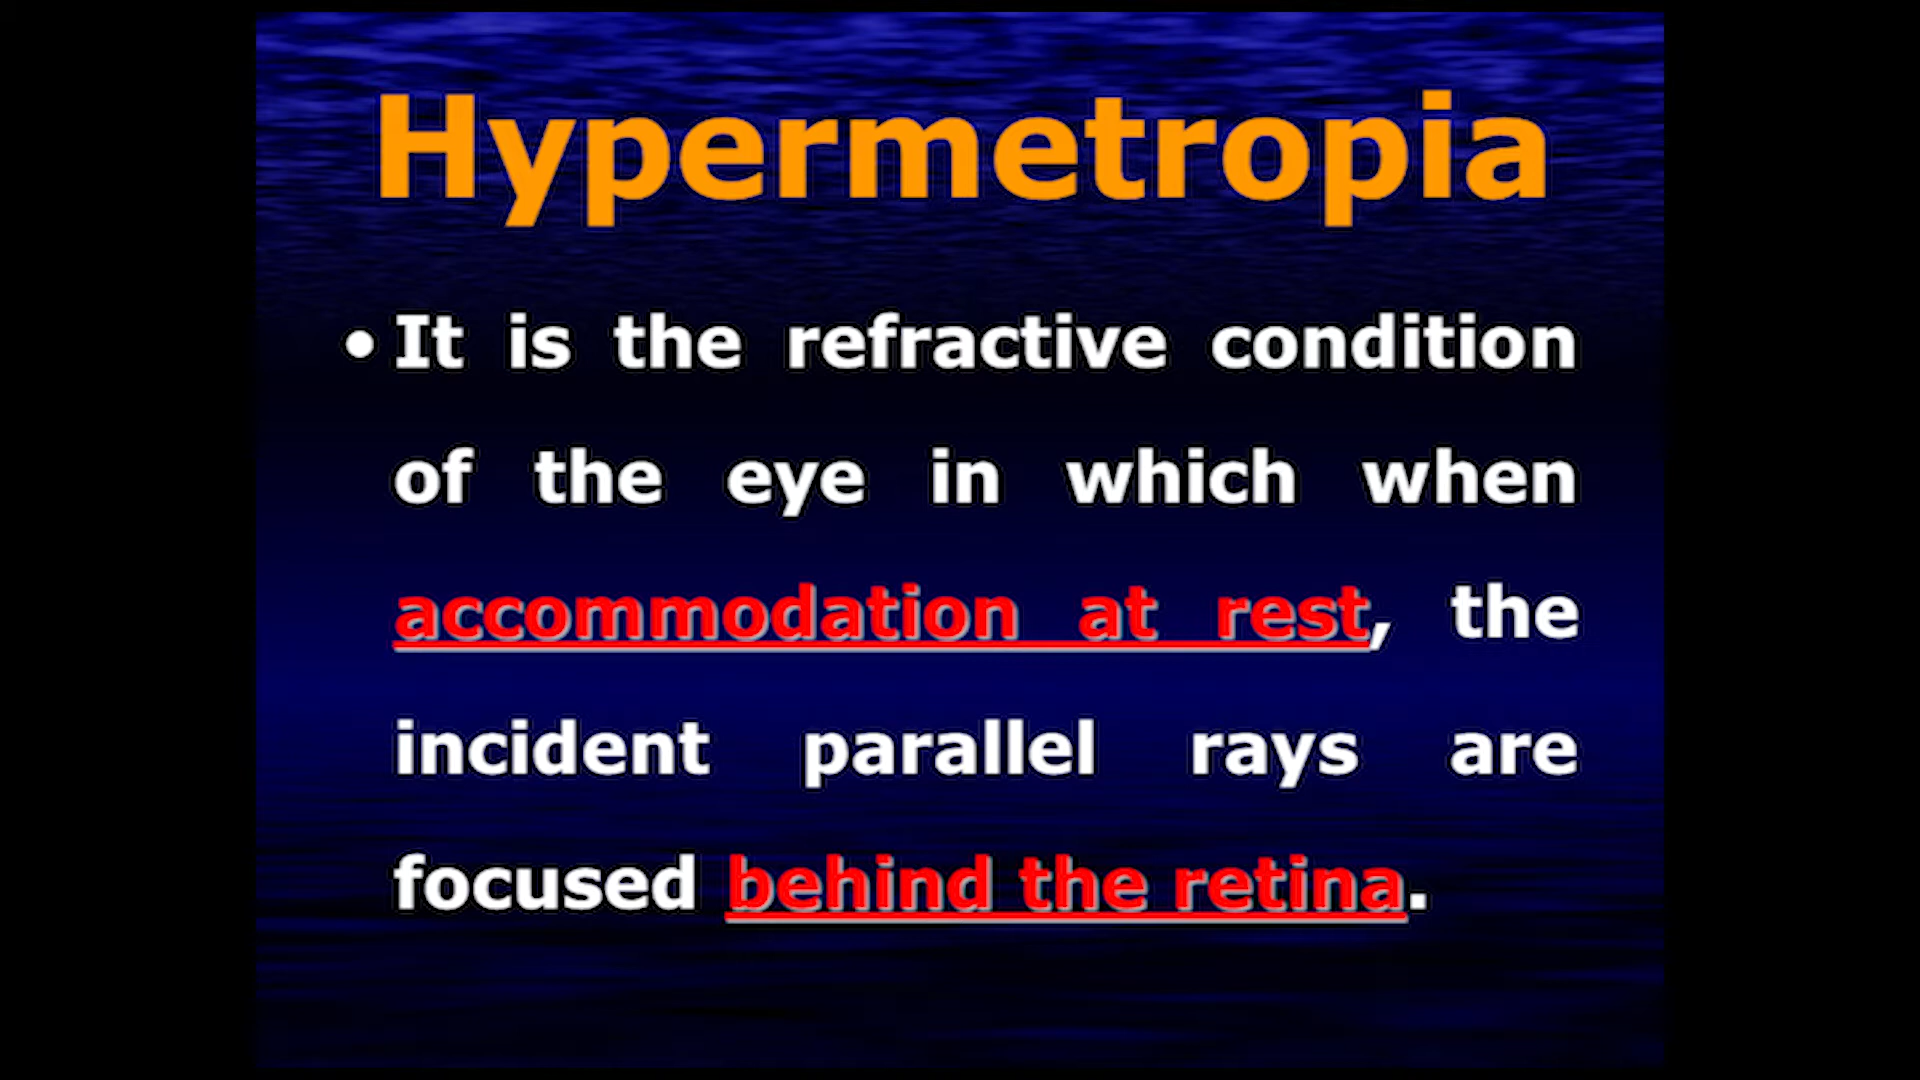 Hypermetropia
• It is the refractive condition
of the eye in which when
accommodation at rest, the
incident parallel rays are
focused behind the retina.